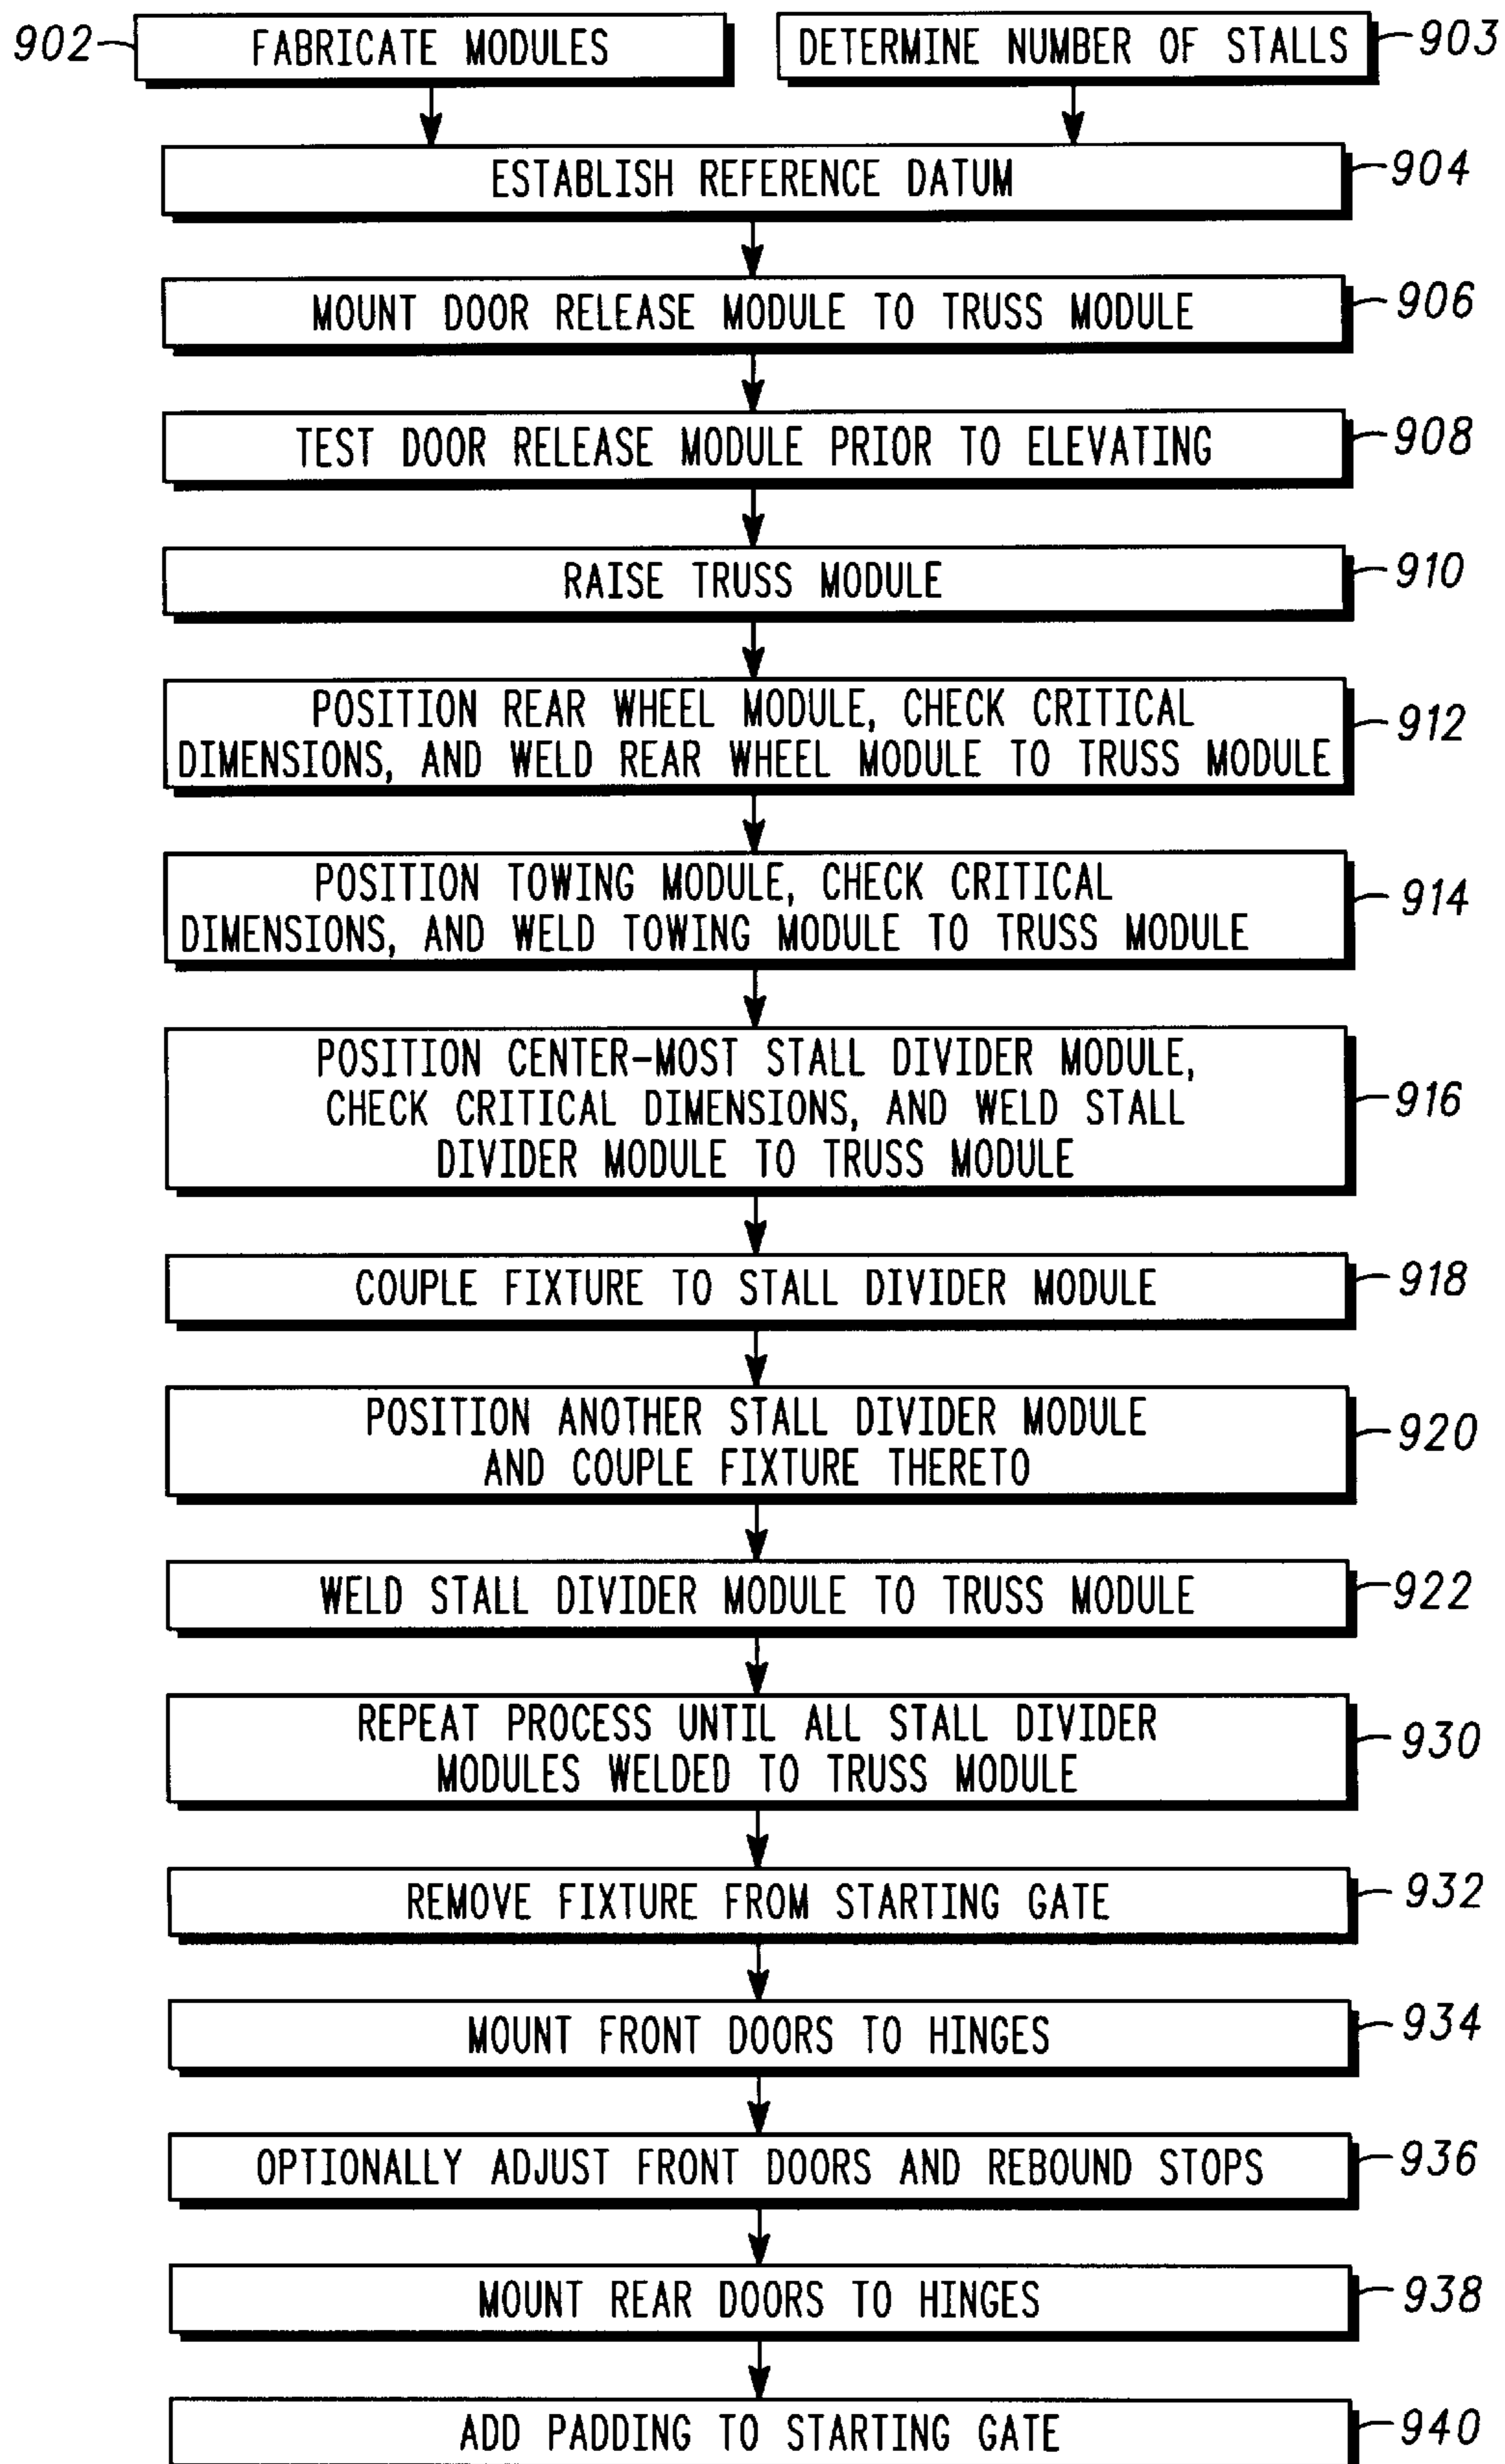 902
FABRICATE MODULES
DETERMINE NUMBER OF STALLS
903
ESTABLISH REFERENCE DATUM
904
MOUNT DOOR RELEASE MODULE TO TRUSS MODULE
906
TEST DOOR RELEASE MODULE PRIOR TO ELEVATING
908
RAISE TRUSS MODULE
910
POSITION REAR WHEEL MODULE, CHECK CRITICAL
DIMENSIONS, AND WELD REAR WHEEL MODULE TO TRUSS MODULE
912
POSITION TOWING MODULE, CHECK CRITICAL
DIMENSIONS, AND WELD TOWING MODULE TO TRUSS MODULE
914
POSITION CENTER-MOST STALL DIVIDER MODULE,
CHECK CRITICAL DIMENSIONS, AND WELD STALL
DIVIDER MODULE TO TRUSS MODULE
916
COUPLE FIXTURE TO STALL DIVIDER MODULE
918
POSITION ANOTHER STALL DIVIDER MODULE
AND COUPLE FIXTURE THERETO
920
WELD STALL DIVIDER MODULE TO TRUSS MODULE
922
REPEAT PROCESS UNTIL ALL STALL DIVIDER
MODULES WELDED TO TRUSS MODULE
930
REMOVE FIXTURE FROM STARTING GATE
932
MOUNT FRONT DOORS TO HINGES
934
OPTIONALLY ADJUST FRONT DOORS AND REBOUND STOPS
936
MOUNT REAR DOORS TO HINGES
938
ADD PADDING TO STARTING GATE
940